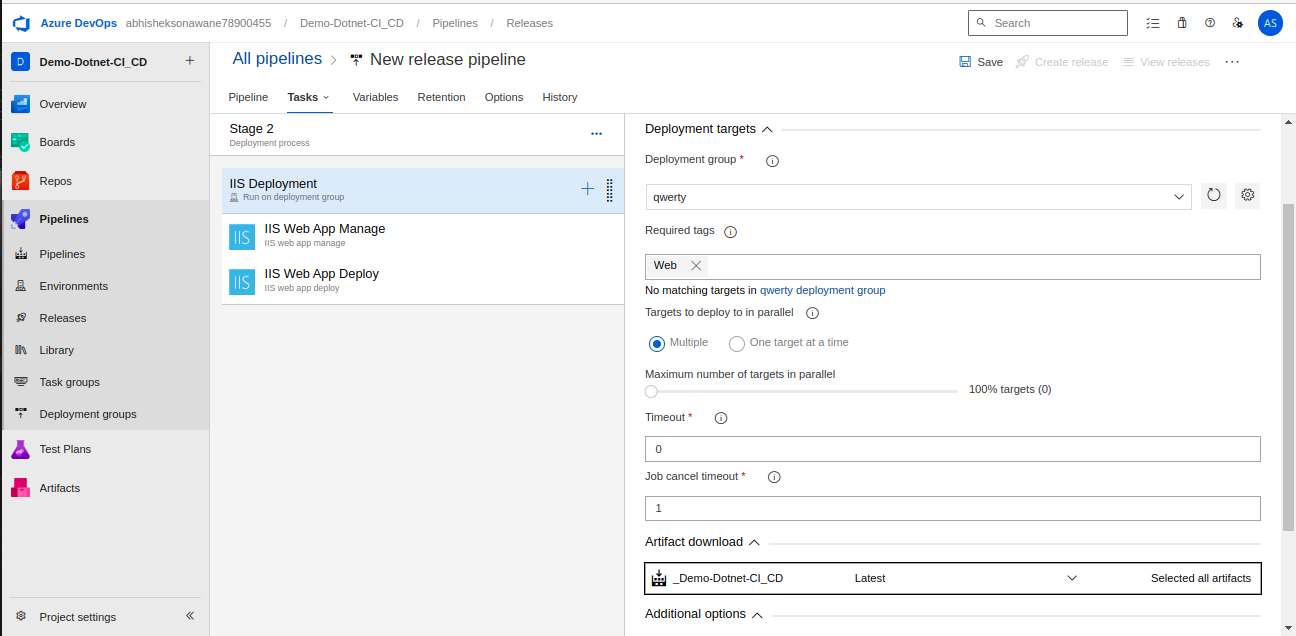 Azure DevOps abhisheksonawane78900455 / Demo-Dotnet-CI_CD / Pipelines / Releases
Search
AS
D Demo-Dotnet-CI_CD +
Overview
Boards
Repos
Pipelines
Pipelines
Environments
Releases
Library
Task groups
Deployment groups
Test Plans
Artifacts
Project settings
All pipelines > New release pipeline
Save Create release View releases ...
Pipeline Tasks Variables Retention Options History
Stage 2
Deployment process
IIS Deployment
Run on deployment group
IIS
IIS Web App Manage
IIS web app manage
IIS
IIS Web App Deploy
IIS web app deploy
Deployment targets
Deployment group *
qwerty
Required tags
Web
No matching targets in qwerty deployment group
Targets to deploy to in parallel
Multiple One target at a time
Maximum number of targets in parallel
100% targets (0)
Timeout *
0
Job cancel timeout *
1
Artifact download
_Demo-Dotnet-CI_CD Latest Selected all artifacts
Additional options